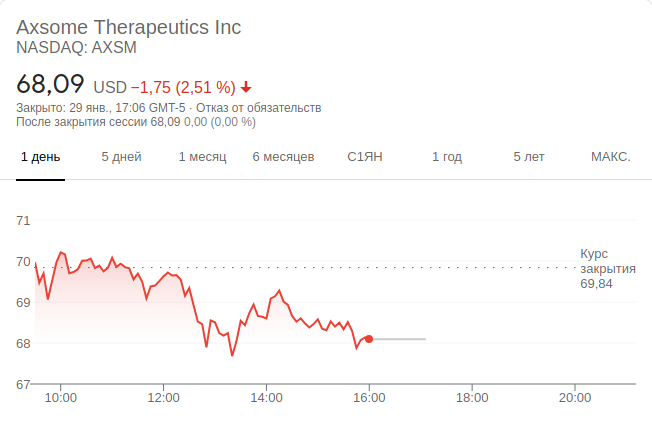 Axsome Therapeutics Inc
NASDAQ: AXSM
68,09 USD −1,75 (2,51 %)
Закрыто: 29 янв., 17:06 GMT-5 · Отказ от обязательств
После закрытия сессии 68,09 0,00 (0,00 %)
1 день 5 дней 1 месяц 6 месяцев С1ЯН 1 год 5 лет МАКС.
71
70
69
68
67
Курс
закрытия
69,84
10:00 12:00 14:00 16:00 18:00 20:00